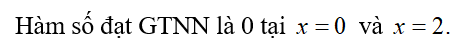 Hàm số đạt GTNN là 0 tại x = 0 và x = 2.